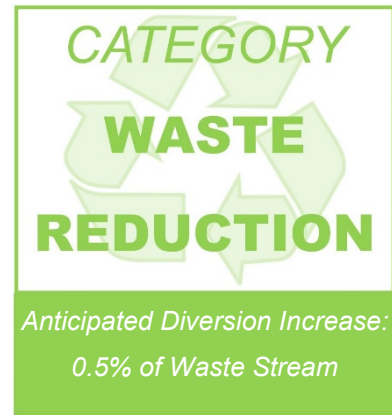 CATEGORY
WASTE
REDUCTION
Anticipated Diversion Increase:
0.5% of Waste Stream